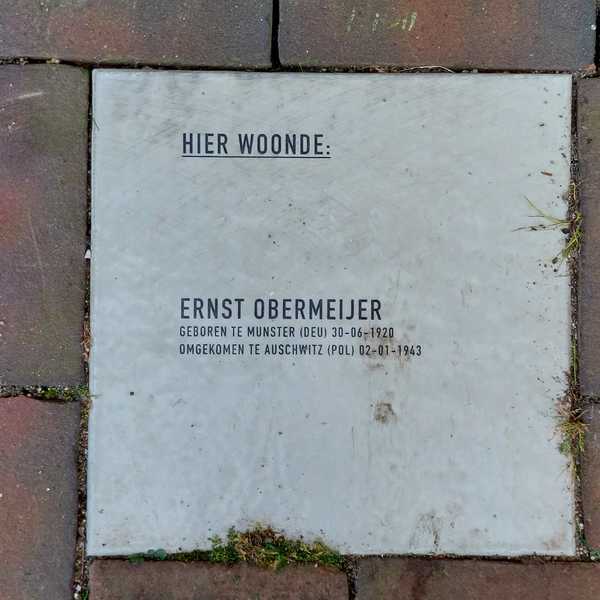 HIER WOONDE:
ERNST OBERMEIJER
GEBOREN TE MUNSTER (DEU) 30-06-1920
OMGEKOMEN TE AUSCHWITZ (POL) 02-01-1943